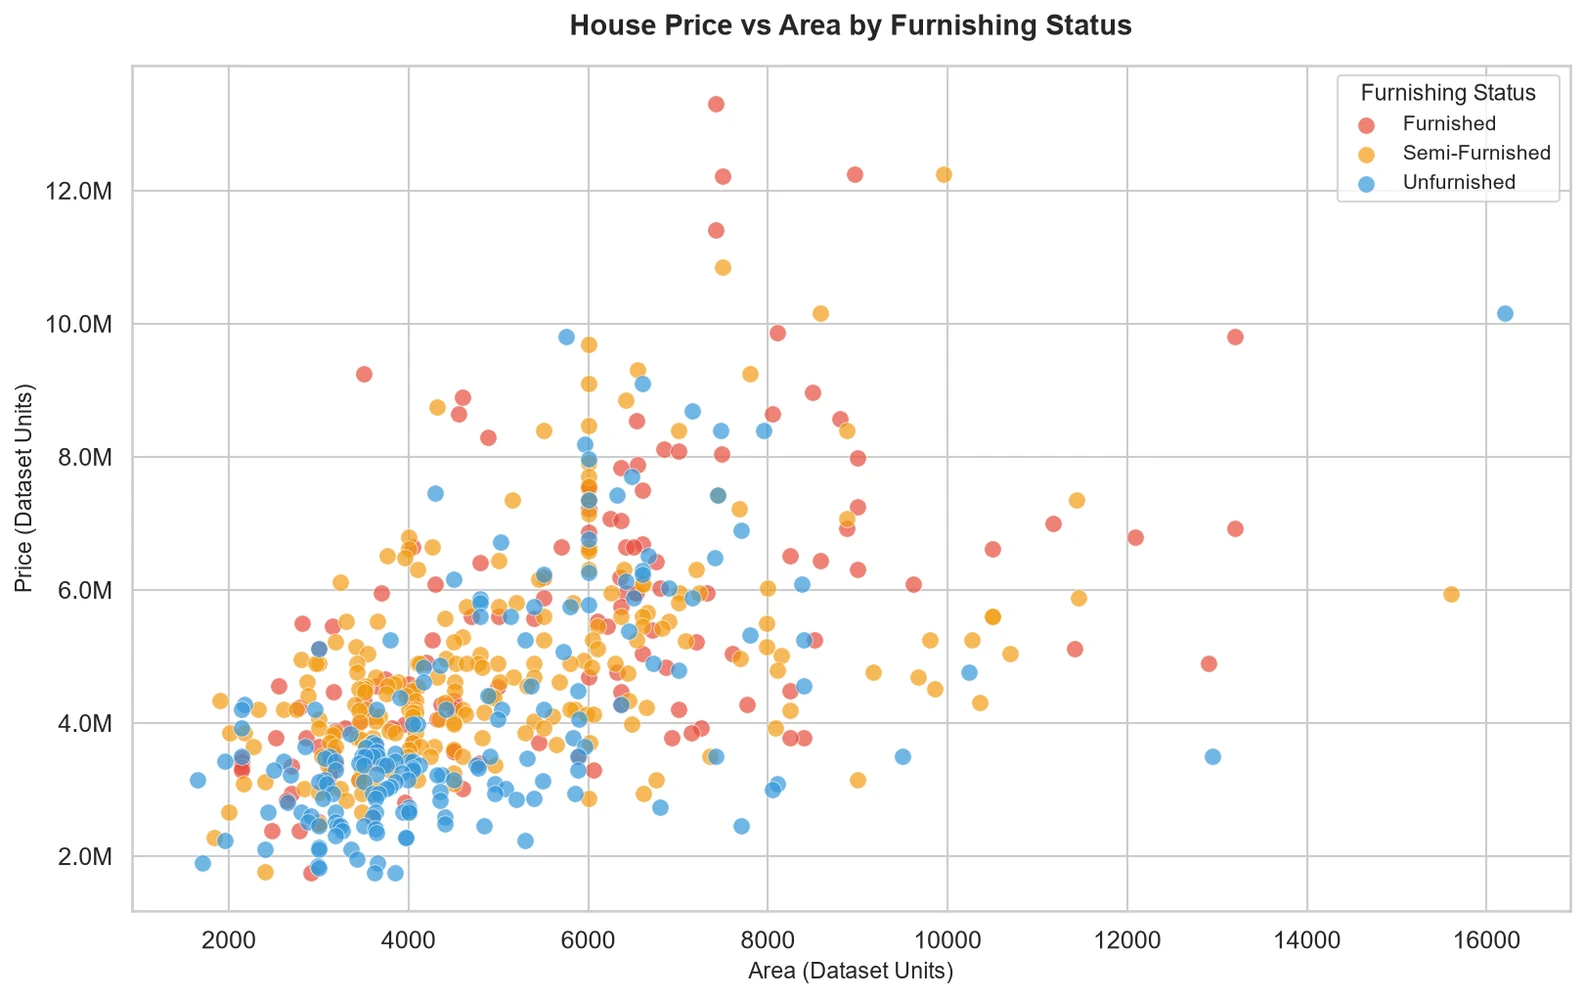 House Price vs Area by Furnishing Status
Furnishing Status
Furnished
Semi-Furnished
Unfurnished
Price (Dataset Units)
12.0M
10.0M
8.0M
6.0M
4.0M
2.0M
2000 4000 6000 8000 10000 12000 14000 16000
Area (Dataset Units)